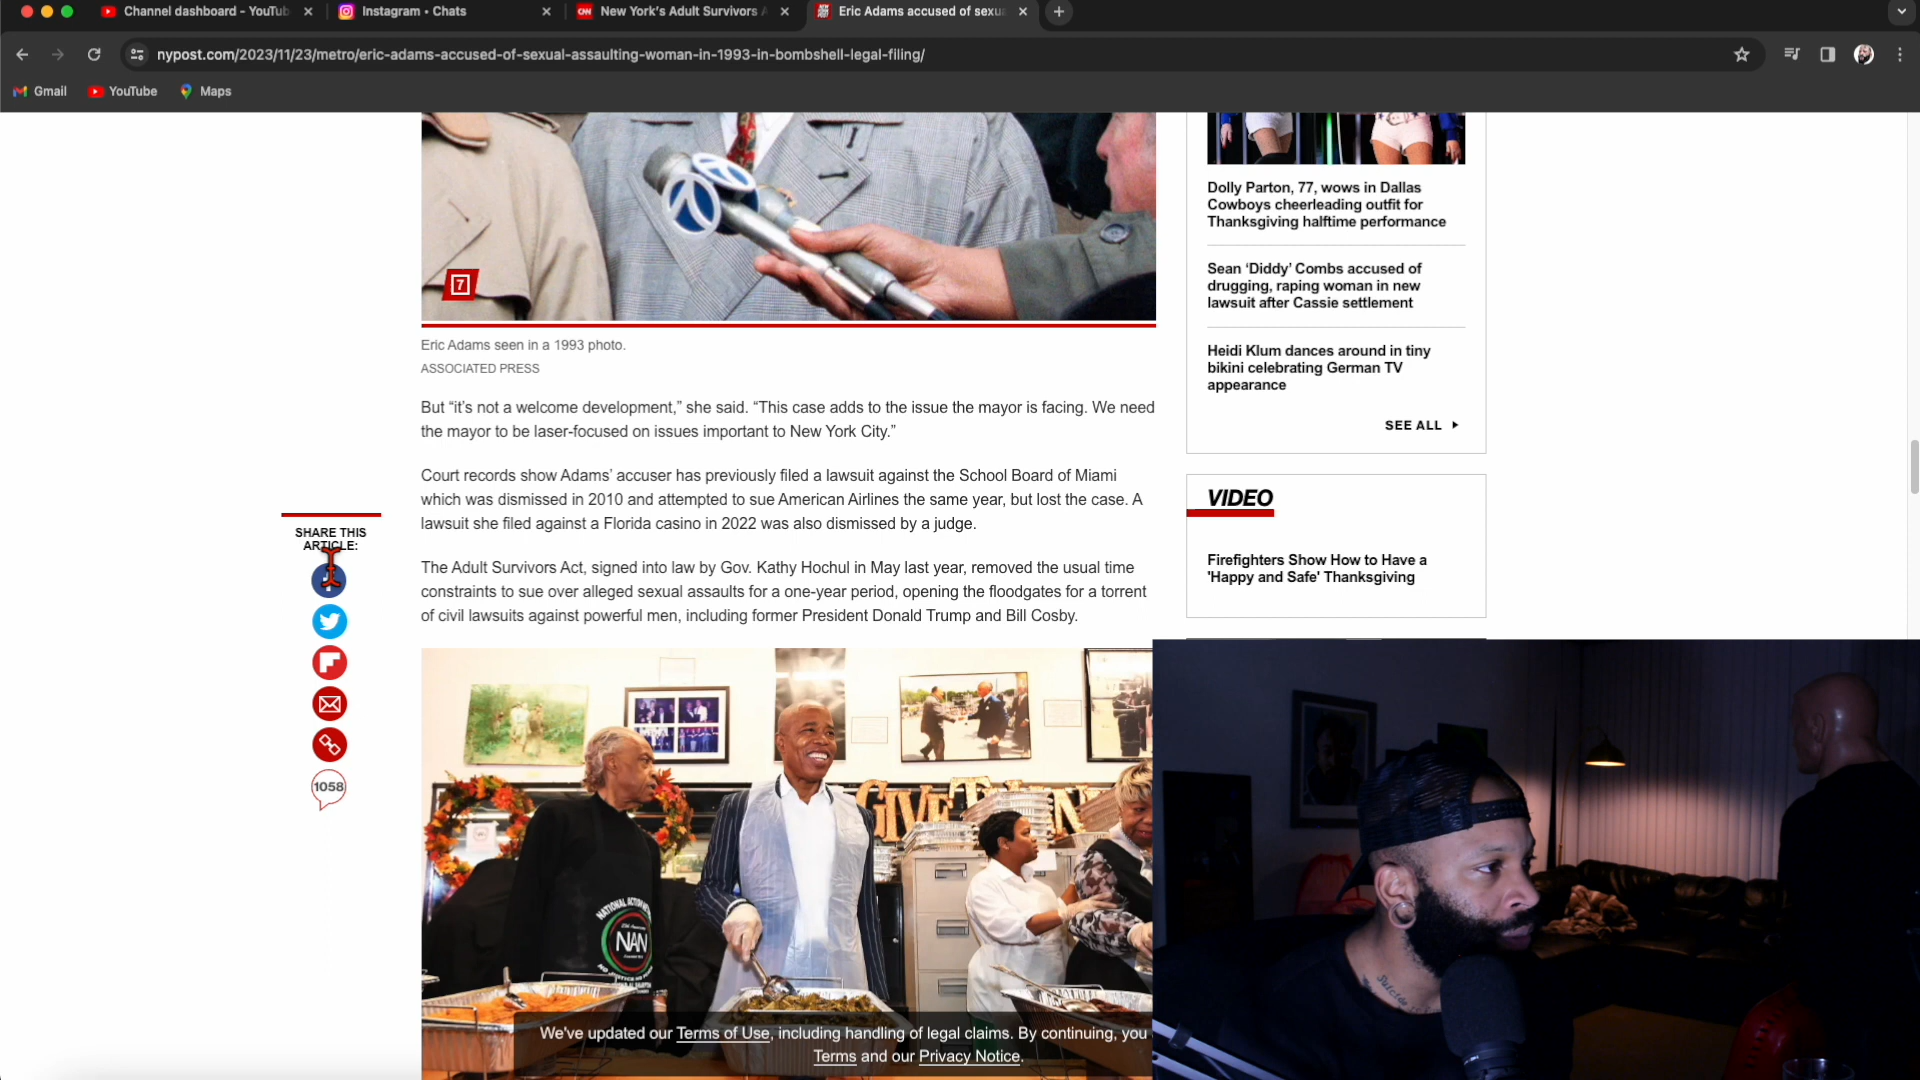 Channel dashboard - YouTub
Instagram • Chats
New York's Adult Survivors A
Eric Adams accused of sexua
nypost.com/2023/11/23/metro/eric-adams-accused-of-sexual-assaulting-woman-in-1993-in-bombshell-legal-filing/
Gmail
YouTube
Maps
7
Eric Adams seen in a 1993 photo.
ASSOCIATED PRESS
But “it’s not a welcome development,” she said. “This case adds to the issue the mayor is facing. We need
the mayor to be laser-focused on issues important to New York City.”
Court records show Adams’ accuser has previously filed a lawsuit against the School Board of Miami
which was dismissed in 2010 and attempted to sue American Airlines the same year, but lost the case. A
lawsuit she filed against a Florida casino in 2022 was also dismissed by a judge.
The Adult Survivors Act, signed into law by Gov. Kathy Hochul in May last year, removed the usual time
constraints to sue over alleged sexual assaults for a one-year period, opening the floodgates for a torrent
of civil lawsuits against powerful men, including former President Donald Trump and Bill Cosby.
SHARE THIS
ARTICLE:
1058
Dolly Parton, 77, wows in Dallas
Cowboys cheerleading outfit for
Thanksgiving halftime performance
Sean ‘Diddy’ Combs accused of
drugging, raping woman in new
lawsuit after Cassie settlement
Heidi Klum dances around in tiny
bikini celebrating German TV
appearance
SEE ALL
VIDEO
Firefighters Show How to Have a
'Happy and Safe' Thanksgiving
GIVE THAN
NATIONAL ACTION
NAN
We've updated our Terms of Use, including handling of legal claims. By continuing, you
Terms and our Privacy Notice.